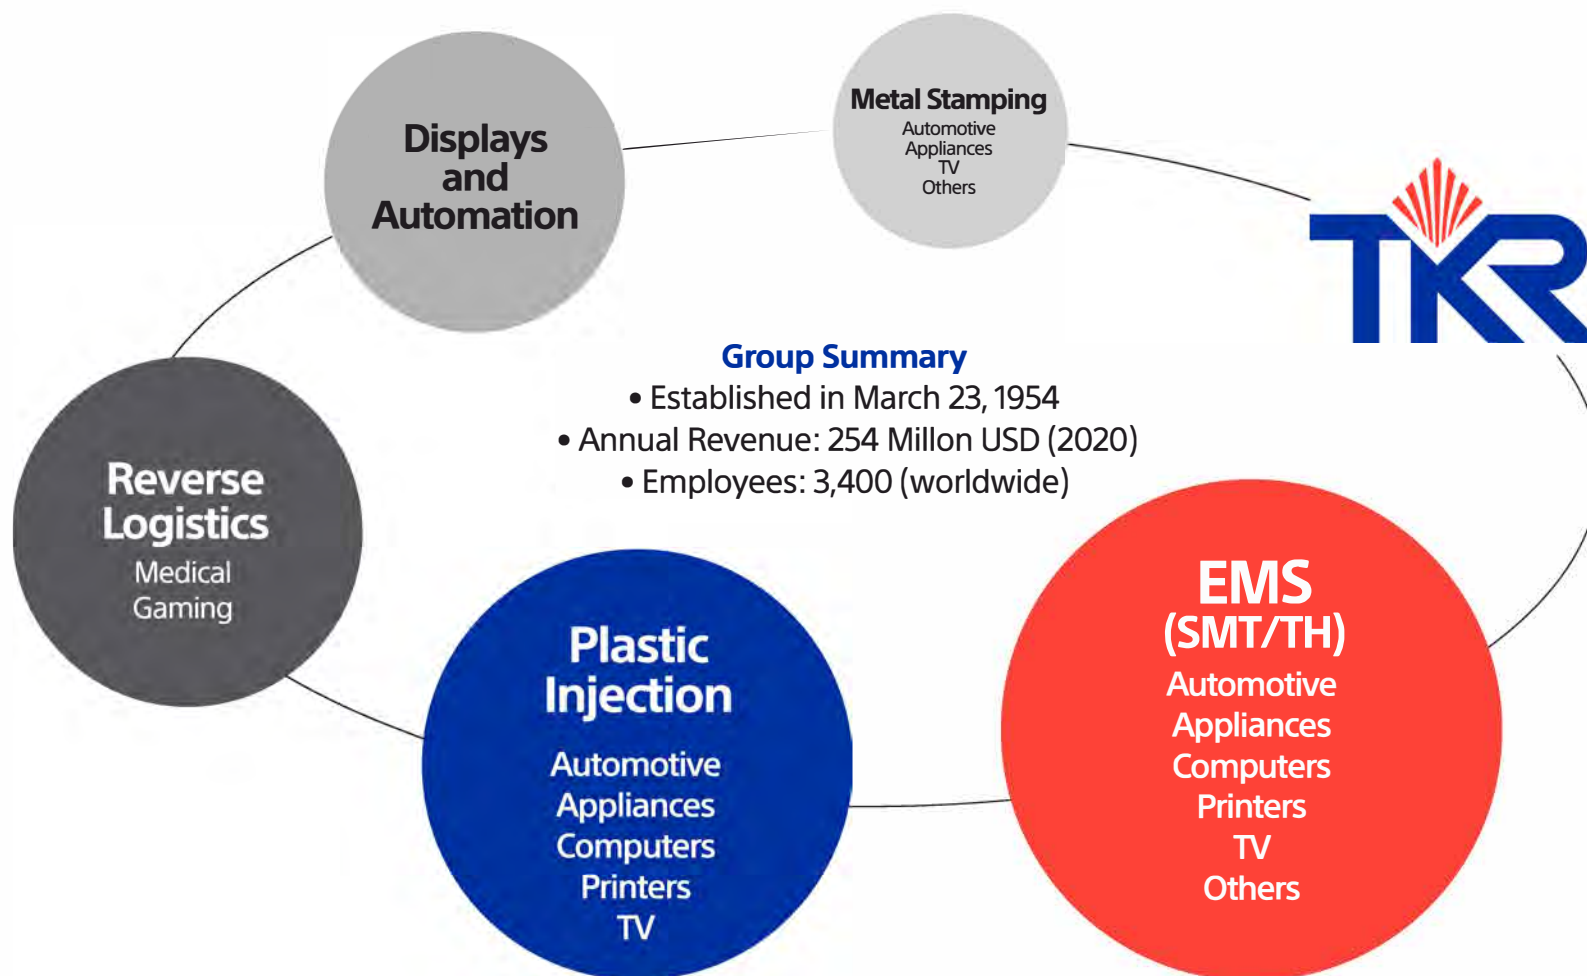 Displays
and
Automation
Metal Stamping
Automotive
Appliances
TV
Others
TKR
Group Summary
• Established in March 23, 1954
• Annual Revenue: 254 Millon USD (2020)
• Employees: 3,400 (worldwide)
Reverse
Logistics
Medical
Gaming
Plastic
Injection
Automotive
Appliances
Computers
Printers
TV
EMS
(SMT/TH)
Automotive
Appliances
Computers
Printers
TV
Others